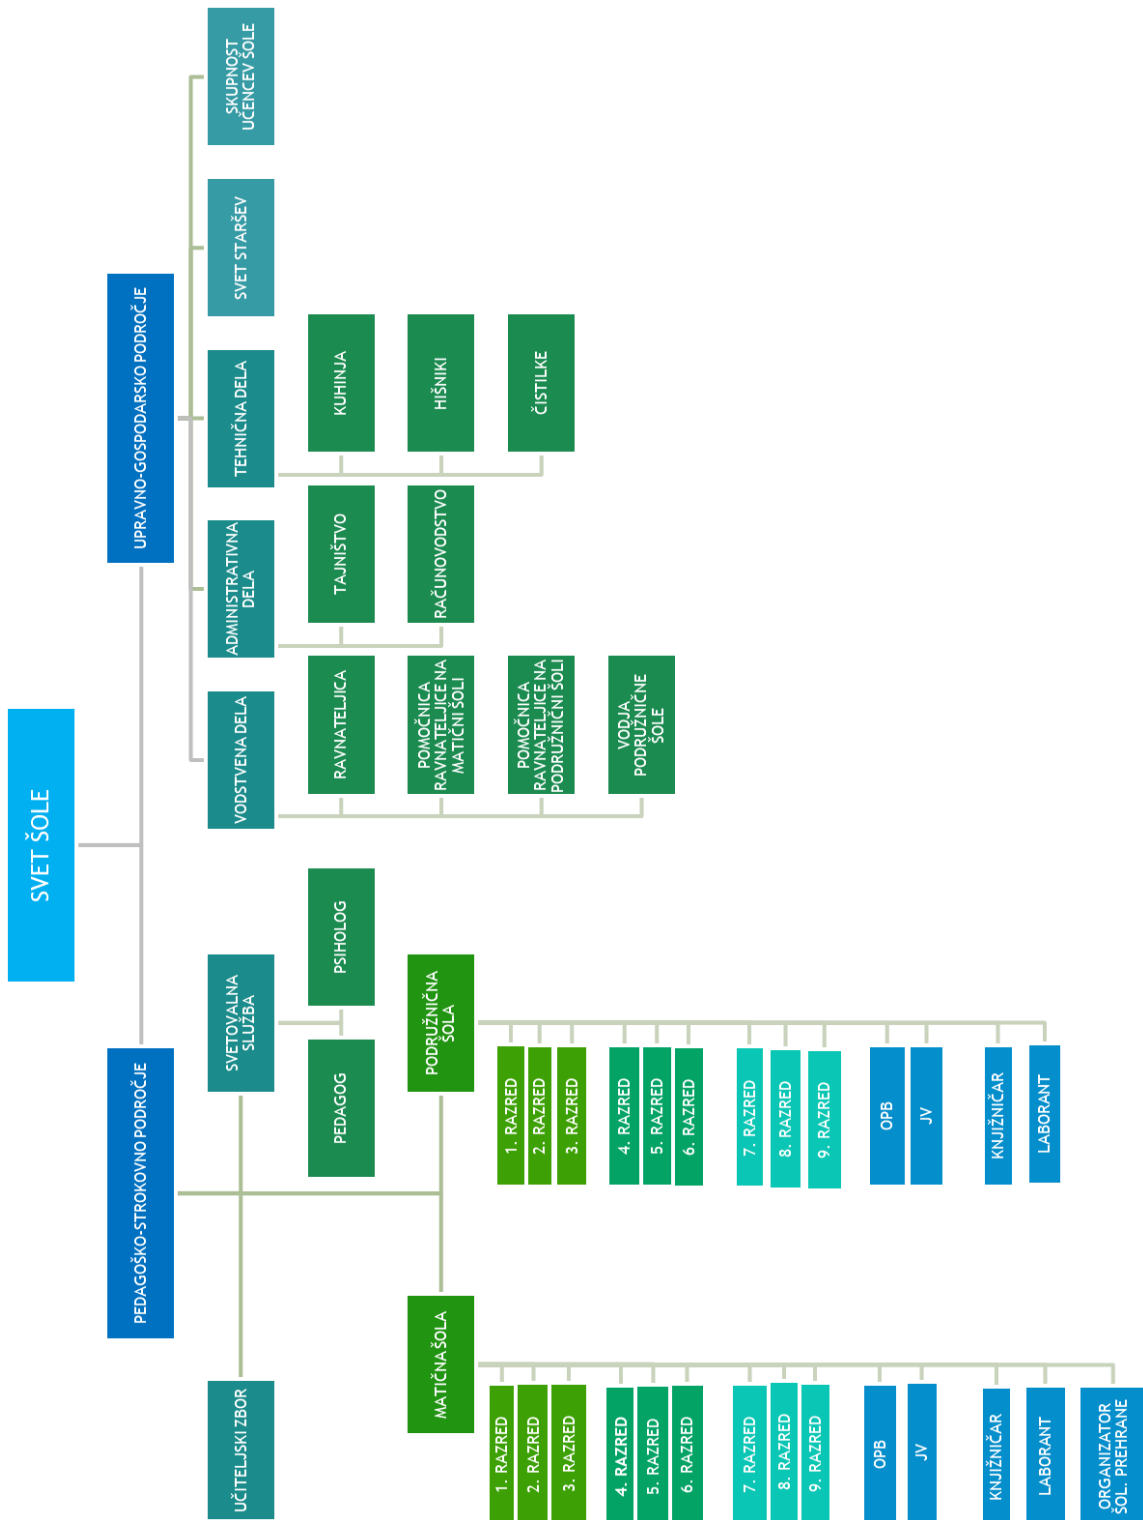 SVET ŠOLE
PEDAGOŠKO-STROKOVNO PODROČJE
UPRAVNO-GOSPODARSKO PODROČJE
UČITELJSKI ZBOR
SVETOVALNA
SLUŽBA
VODSTVENA DELA
ADMINISTRATIVNA
DELA
TEHNIČNA DELA
SVET STARŠEV
SKUPNOST
UČENCEV ŠOLE
PEDAGOG
PSIHOLOG
RAVNATELJICA
TAJNIŠTVO
KUHINJA
MATIČNA ŠOLA
PODRUŽNIČNA
ŠOLA
POMOČNICA
RAVNATELJICE NA
MATIČNI ŠOLI
RAČUNOVODSTVO
HIŠNIKI
POMOČNICA
RAVNATELJICE NA
PODRUŽNIČNI ŠOLI
ČISTILKE
VODJA
PODRUŽNIČNE
ŠOLE
1. RAZRED
2. RAZRED
3. RAZRED
4. RAZRED
5. RAZRED
6. RAZRED
7. RAZRED
8. RAZRED
9. RAZRED
OPB
JV
KNJIŽNIČAR
LABORANT
ORGANIZATOR
ŠOL. PREHRANE
1. RAZRED
2. RAZRED
3. RAZRED
4. RAZRED
5. RAZRED
6. RAZRED
7. RAZRED
8. RAZRED
9. RAZRED
OPB
JV
KNJIŽNIČAR
LABORANT